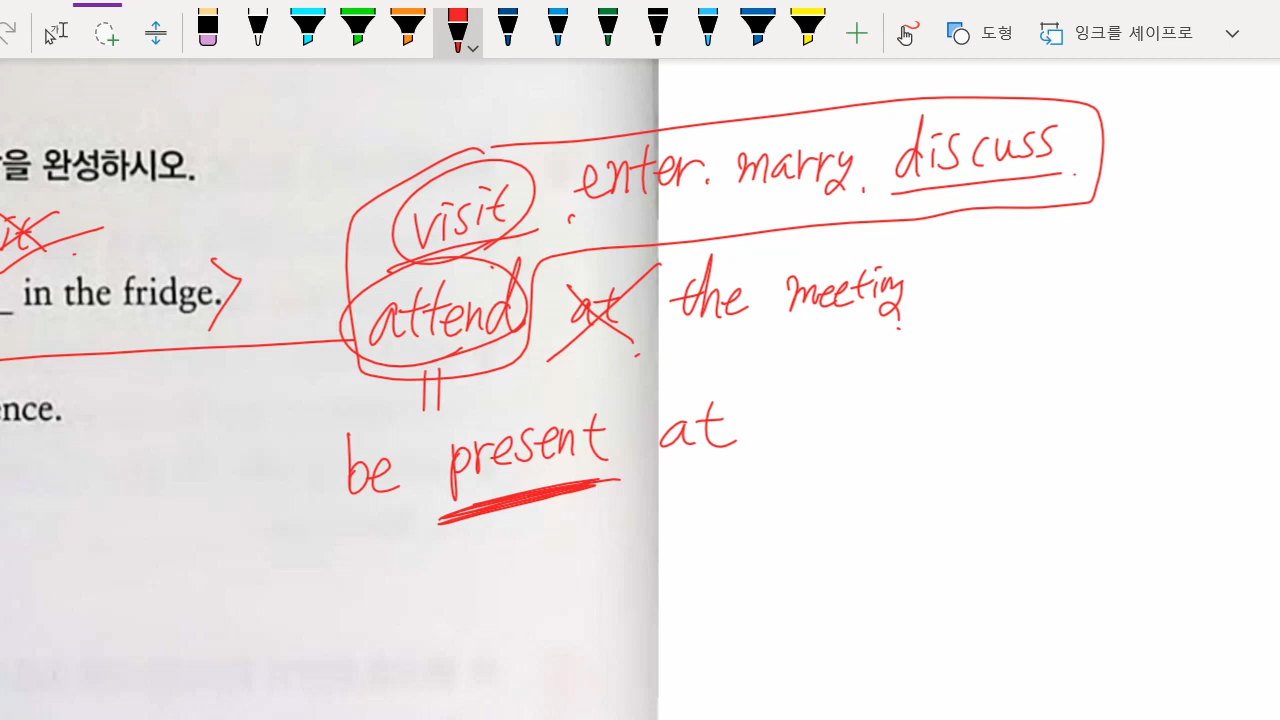 도형 잉크를 셰이프로
을 완성하시오.
visit . enter. marry. discuss.
it
in the fridge.
attend at the meeting.
ence.
be present at